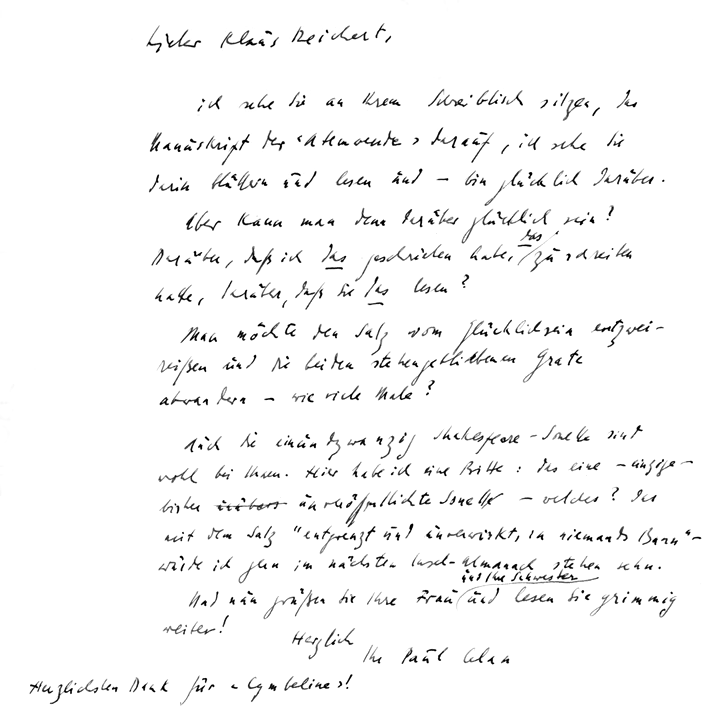 Lieber Klaus Reichert,
ich sehe Sie an Ihrem Schreibtisch sitzen, das
Manuskript der «Atemwende» darauf, ich sehe Sie
darin blättern und lesen und – bin glücklich darüber.
Aber kann man denn darüber glücklich sein?
Darüber, daß ich das geschrieben habe, das zu schreiben
hatte, darüber, daß Sie das lesen?
Man möchte den Satz vom Glücklichsein entzwei-
reißen und die beiden stehengebliebenen Grate
abwandern – wie viele Male?
Auch die einundzwanzig Shakespeare-Sonette sind
wohl bei Ihnen. Hier habe ich eine Bitte: das eine – einzige –
bisher unveröffentlichte Sonett – welches? Das
mit dem Satz "entgrenzt und unverwirkt, in niemands Bann" –
würde ich gern im nächsten Insel-Almanach stehen sehn.
Und nun grüßen Sie Ihre Frau und Ihre Schwester und lesen Sie grimmig
weiter!
Herzlich
Ihr Paul Celan
Herzlichsten Dank für «Cymbeline»!